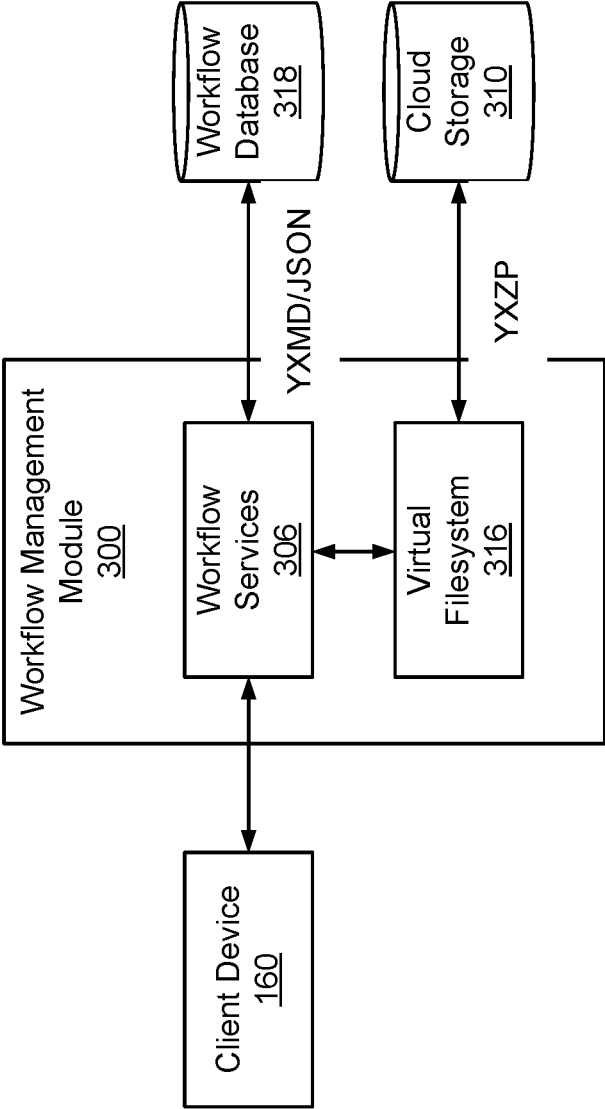 Workflow Management
Module
300
Client Device
160
Workflow
Services
306
YXMD/JSON
Workflow
Database
318
Virtual
Filesystem
316
YXZP
Cloud
Storage
310